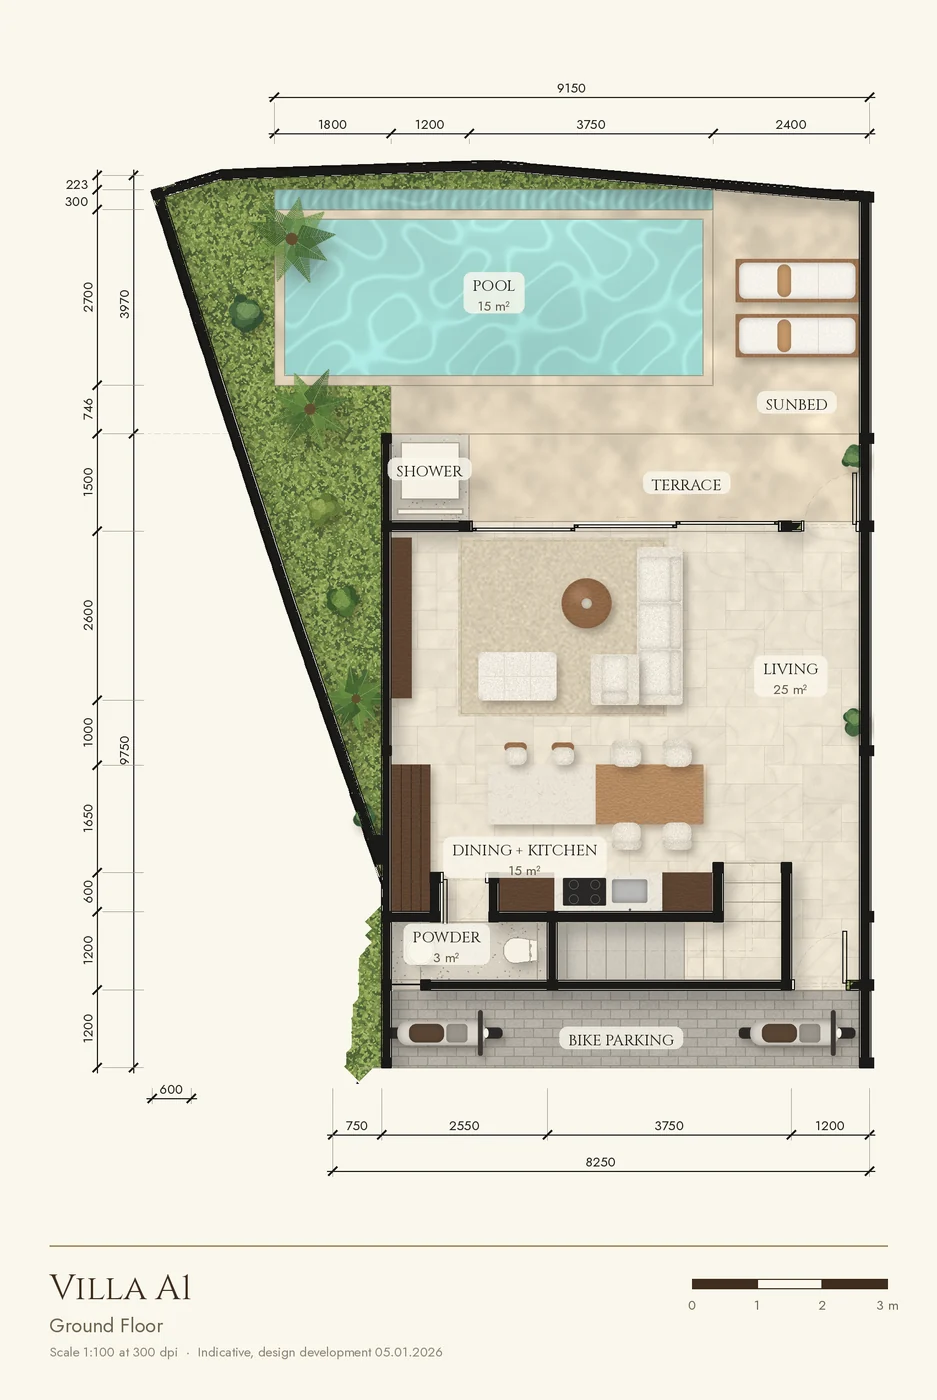 9150
1800
1200
3750
2400
223
300
2700
3970
746
1500
2600
1000
9750
1650
600
1200
1200
POOL
15 m²
SUNBED
SHOWER
TERRACE
LIVING
25 m²
DINING + KITCHEN
15 m²
POWDER
3 m²
BIKE PARKING
600
750
2550
3750
1200
8250
VILLA A1
Ground Floor
Scale 1:100 at 300 dpi · Indicative, design development 05.01.2026
0 1 2 3 m